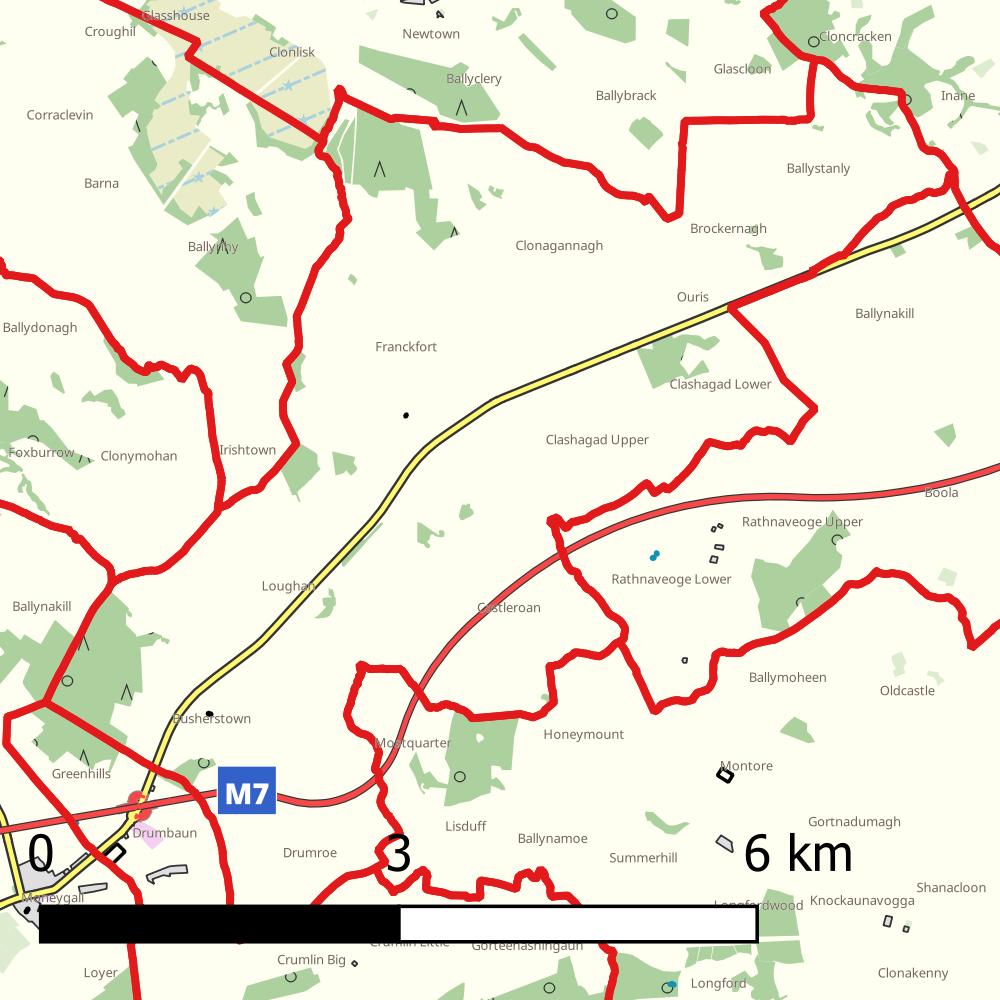 Glasshouse
Croughil
Newtown
Cloncracken
Clonlisk
Glascloon
Ballyclery
Ballybrack
Inane
Corraclevin
Ballystanly
Barna
Brockernagh
Ballyrihy
Clonagannagh
Ouris
Ballynakill
Ballydonagh
Franckfort
Clashagad Lower
Clashagad Upper
Foxburrow
Clonymohan
Irishtown
Boola
Rathnaveoge Upper
Loughan
Rathnaveoge Lower
Ballynakill
Castleroan
Ballymoheen
Oldcastle
Busherstown
Honeymount
Montquarter
Greenhills
Montore
M7
Gortnadumagh
Drumbaun
Lisduff
Ballynamoe
Drumroe
Summerhill
0 3 6 km
Shanacloon
Moneygall
Longfordwood
Knockaunavogga
Crumlin Little
Gorteenashingaun
Crumlin Big
Loyer
Longford
Clonakenny